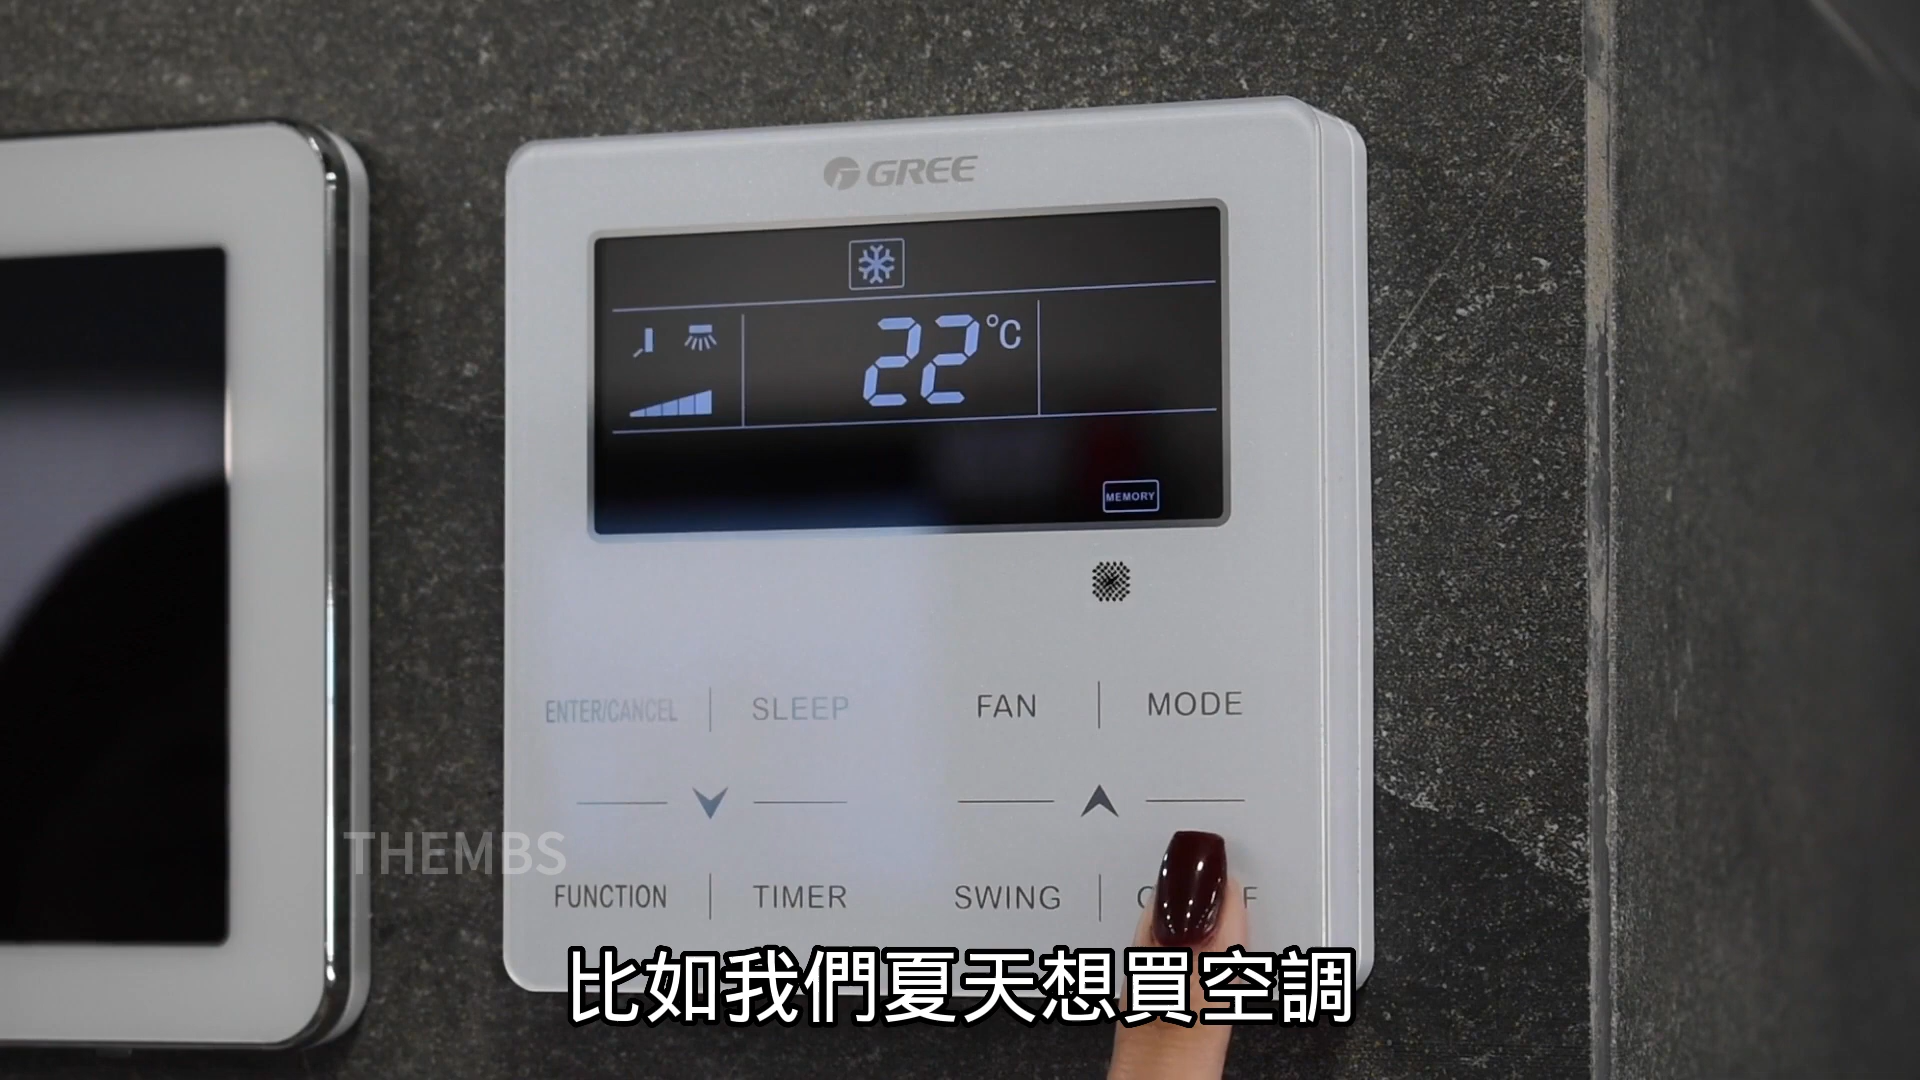 GREE
22°C
MEMORY
ENTER/CANCEL SLEEP FAN MODE
THEMBS
FUNCTION TIMER SWING
比如我們夏天想買空調